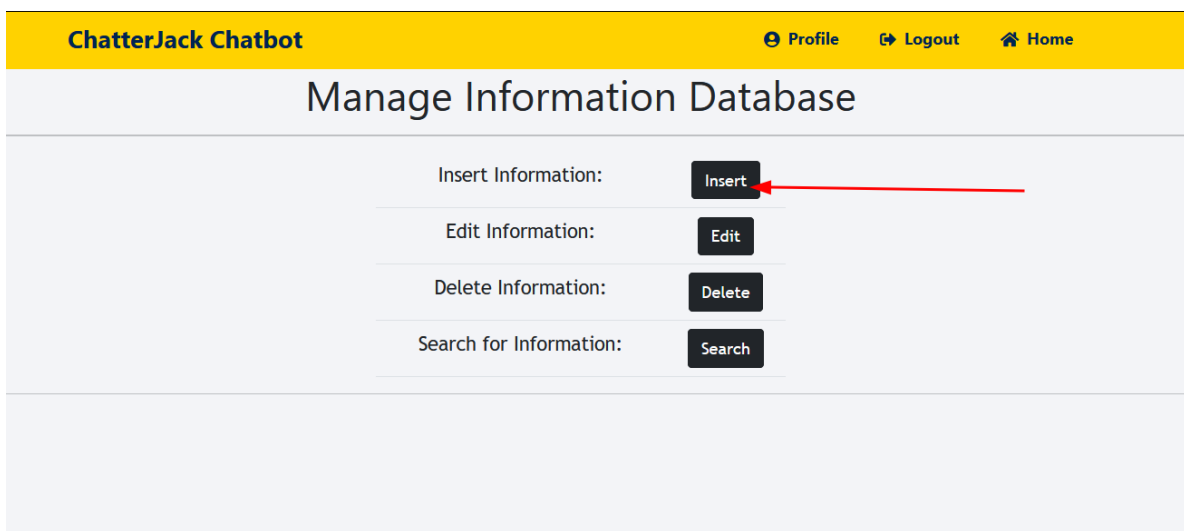 ChatterJack Chatbot Profile Logout Home
Manage Information Database
Insert Information: Insert
Edit Information: Edit
Delete Information: Delete
Search for Information: Search